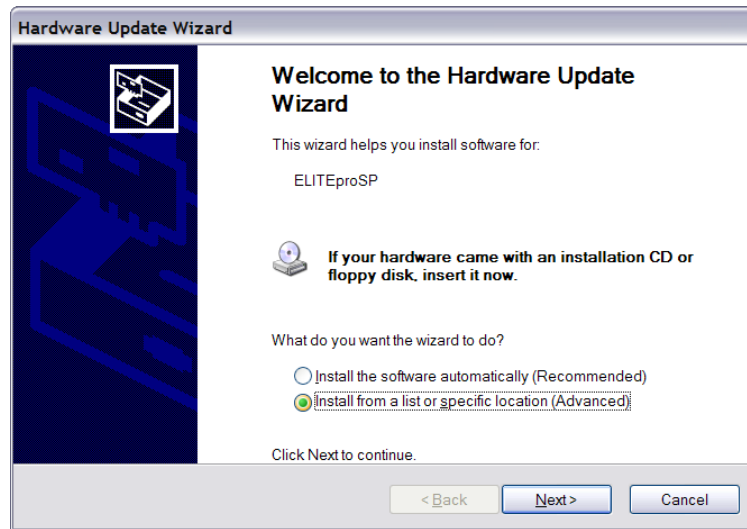 Hardware Update Wizard
Welcome to the Hardware Update
Wizard
This wizard helps you install software for:
ELITEproSP
If your hardware came with an installation CD or
floppy disk, insert it now.
What do you want the wizard to do?
Install the software automatically (Recommended)
Install from a list or specific location (Advanced)
Click Next to continue.
< Back
Next >
Cancel